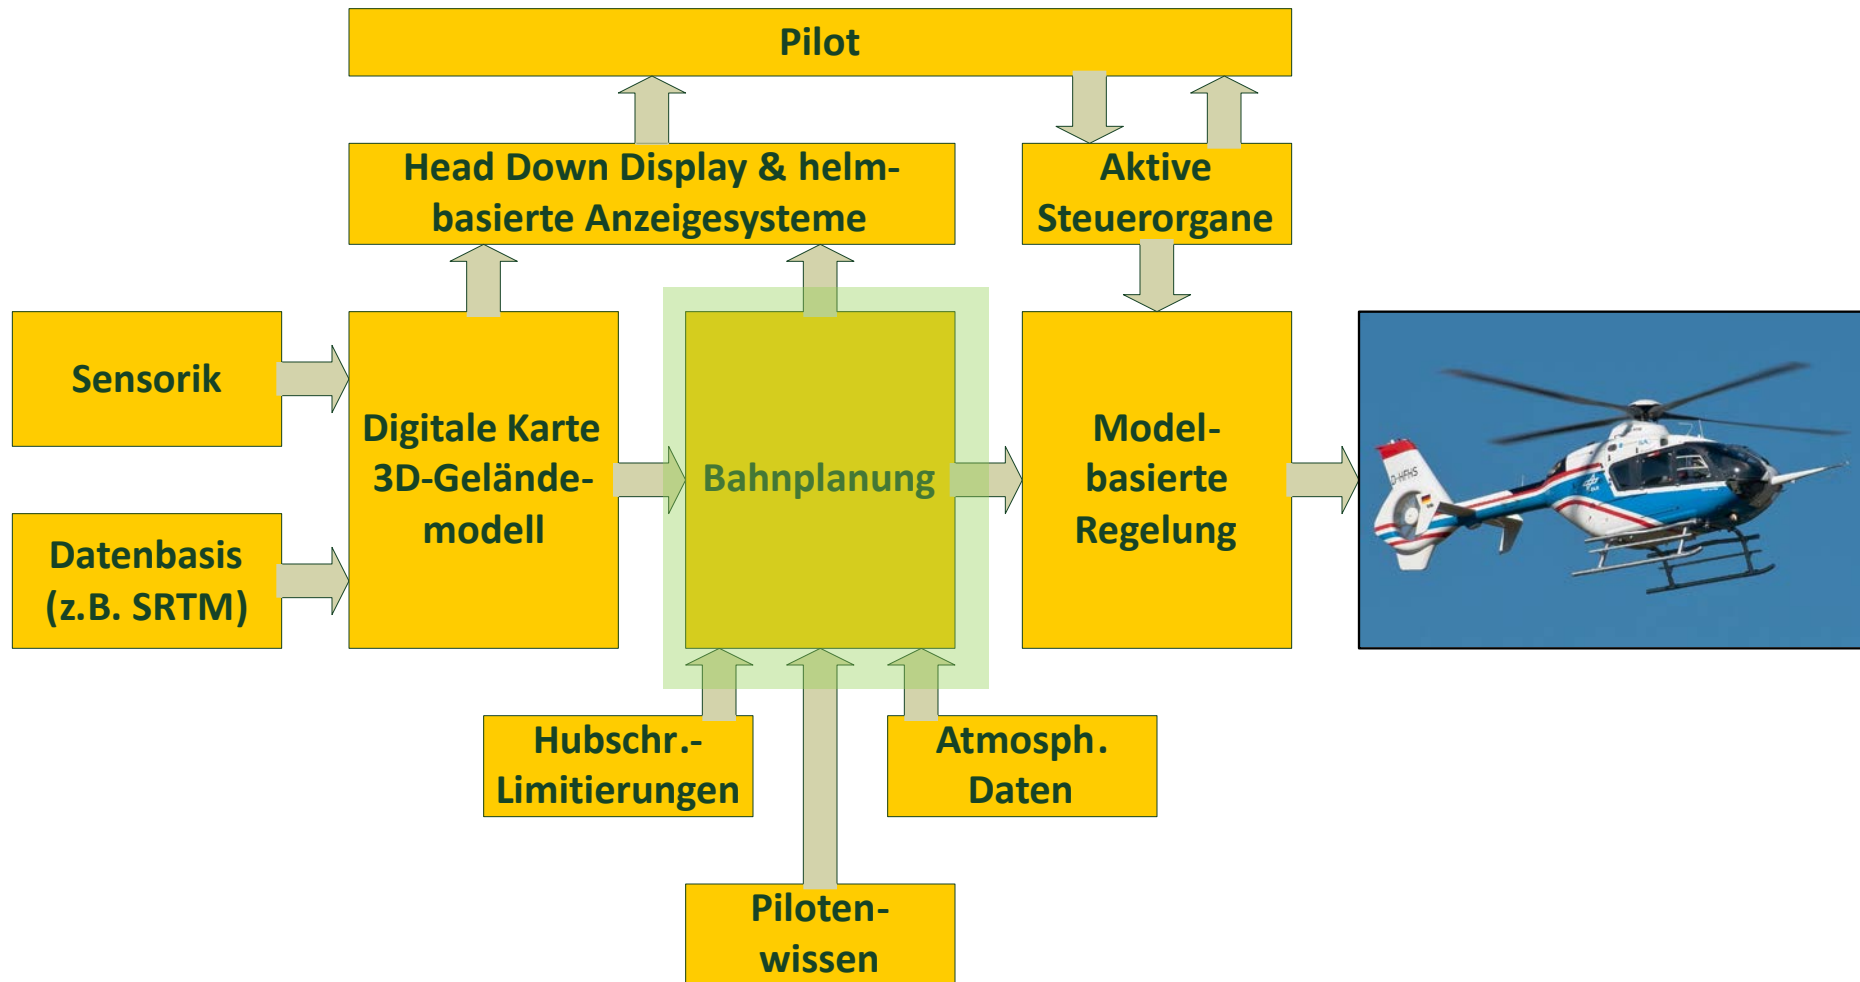 Pilot
Head Down Display & helm-
basierte Anzeigesysteme
Aktive
Steuerorgane
Sensorik
Datenbasis
(z.B. SRTM)
Digitale Karte
3D-Gelände-
modell
Bahnplanung
Model-
basierte
Regelung
D-HFHS
Hubschr.-
Limitierungen
Atmosph.
Daten
Piloten-
wissen